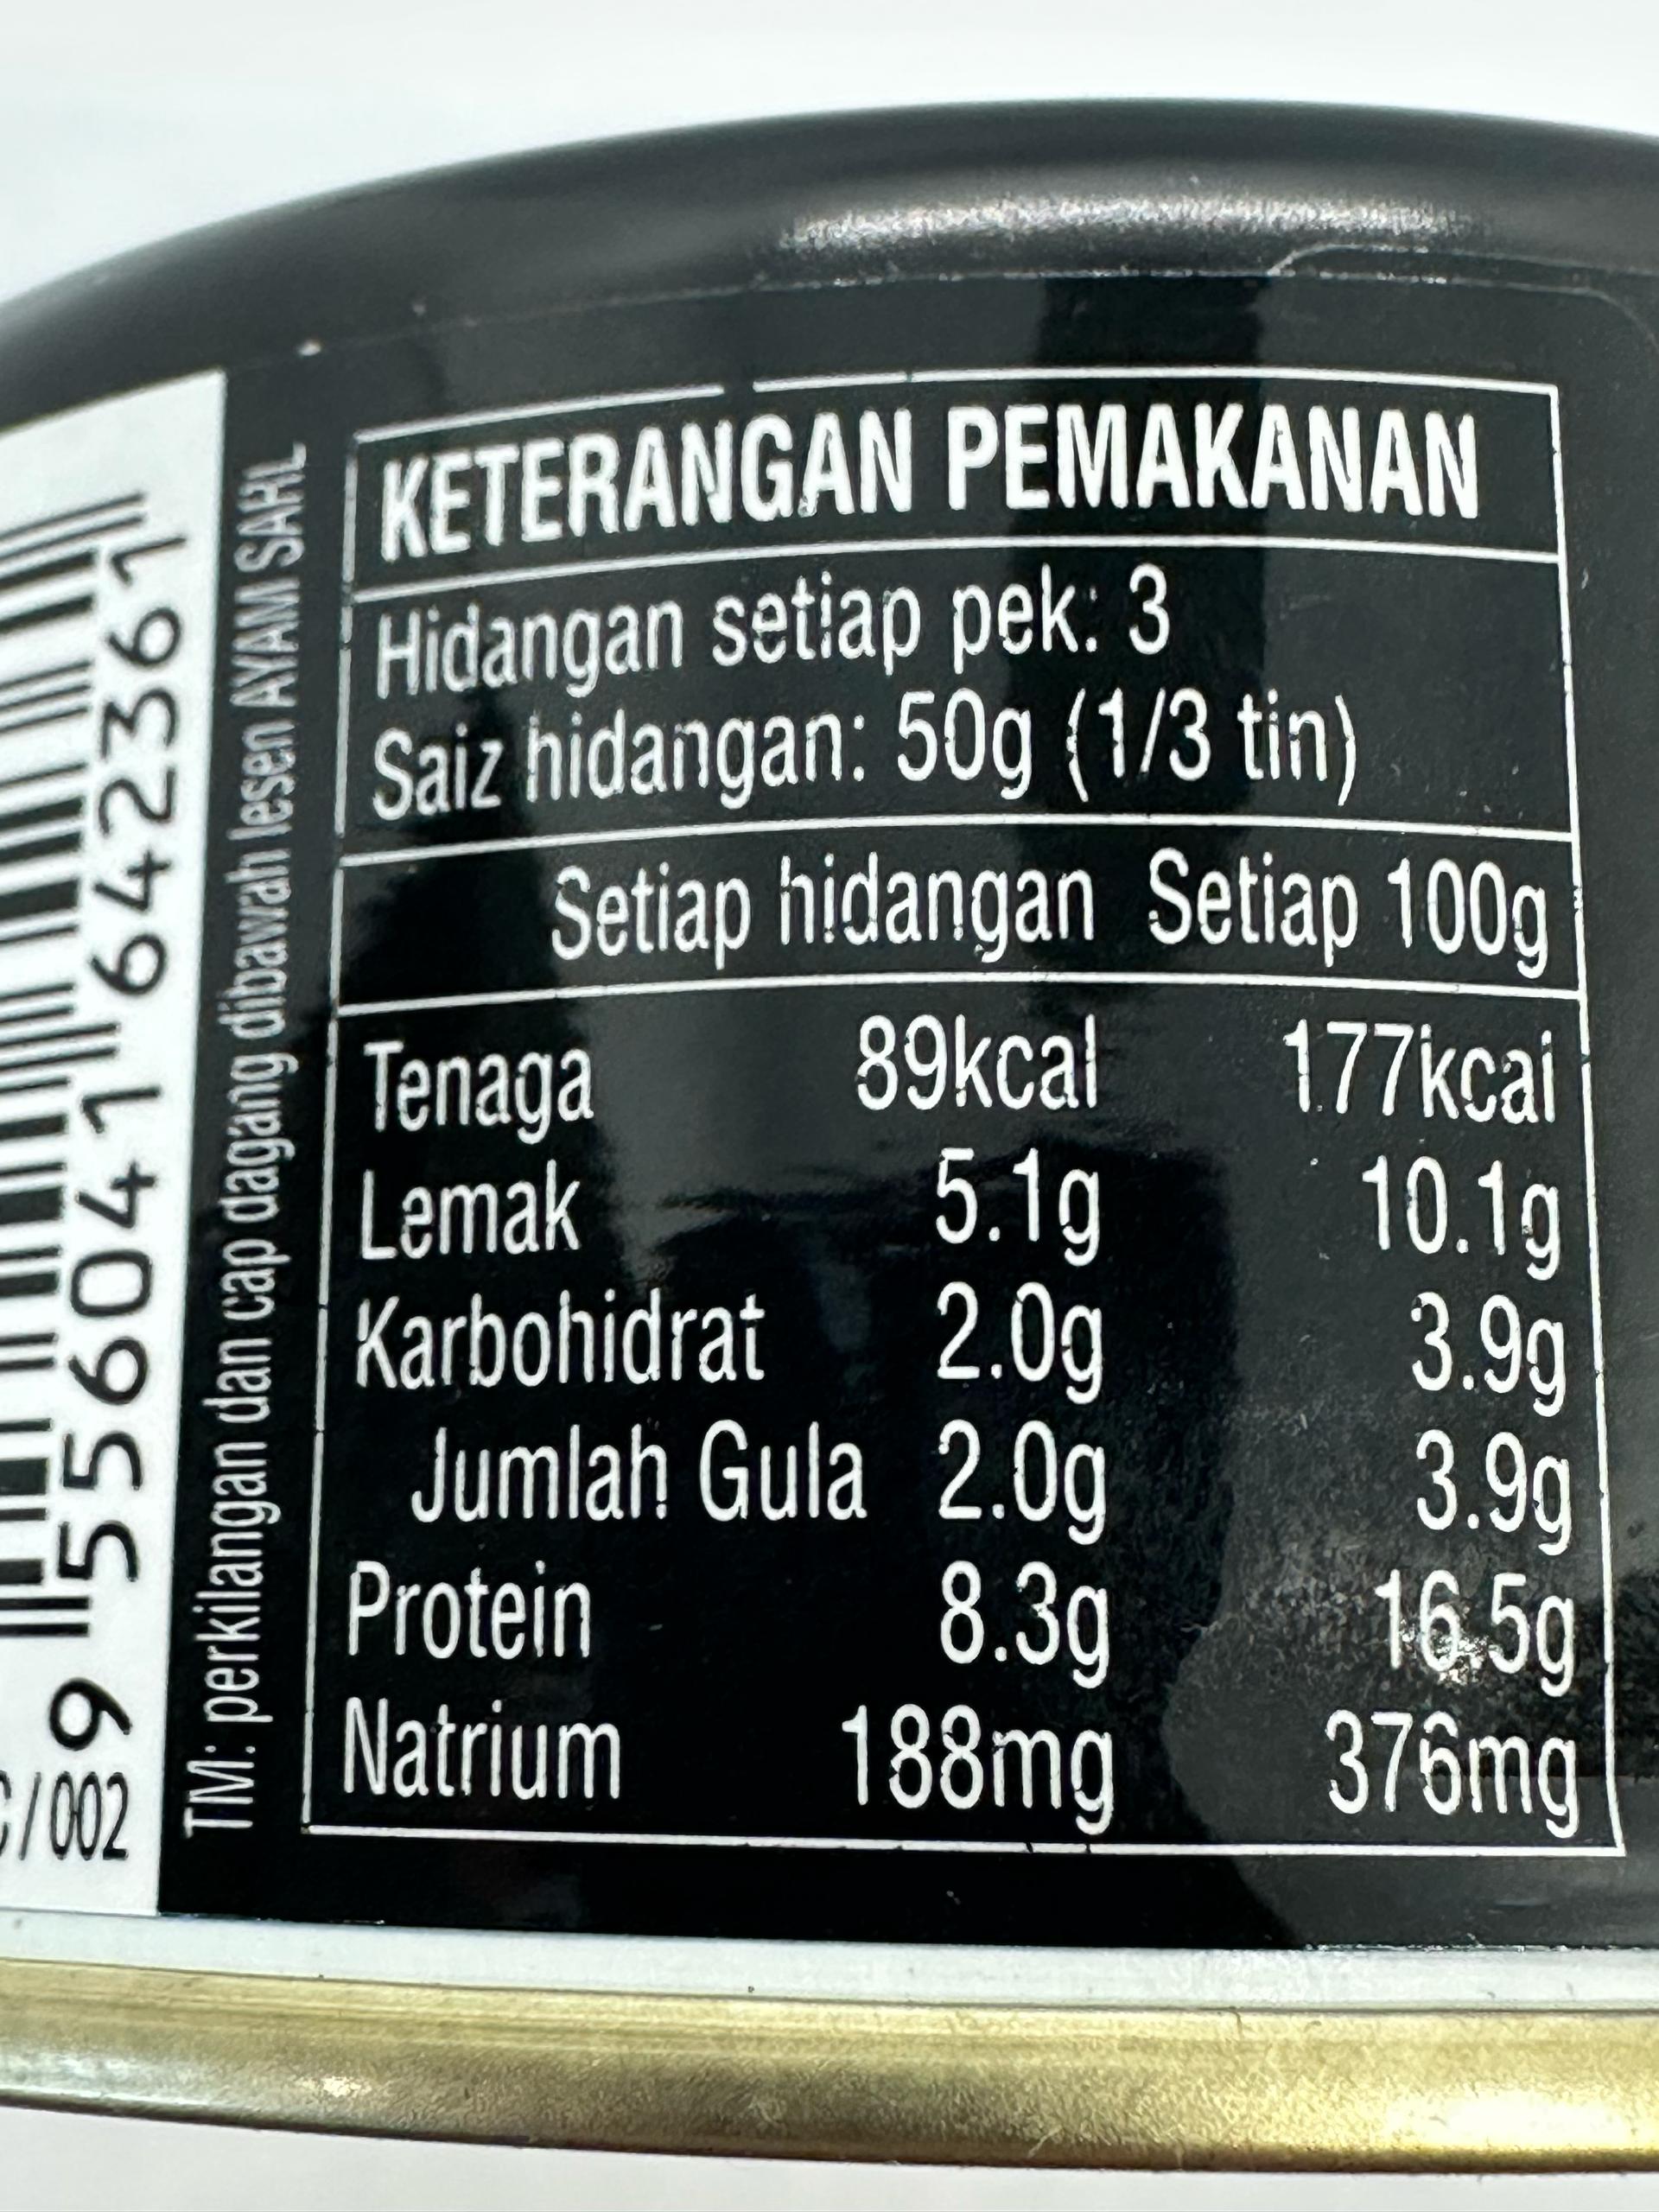 KETERANGAN PEMAKANAN
Hidangan setiap pek: 3
Saiz hidangan: 50g (1/3 tin)
Setiap hidangan Setiap 100g
Tenaga 89kcal 177kcal
Lemak 5.1g 10.1g
Karbohidrat 2.0g 3.9g
Jumlah Gula 2.0g 3.9g
Protein 8.3g 16.5g
Natrium 188mg 376mg
TM: perkilangan dan cap dagang dibawah lesen AYAM SARL
9 556041 642361
C/002